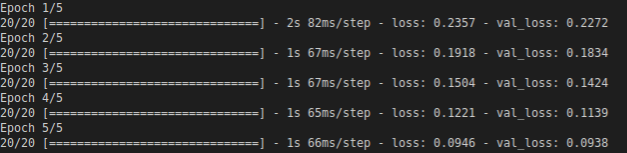 Epoch 1/5
20/20 [==============================] - 2s 82ms/step - loss: 0.2357 - val_loss: 0.2272
Epoch 2/5
20/20 [==============================] - 1s 67ms/step - loss: 0.1918 - val_loss: 0.1834
Epoch 3/5
20/20 [==============================] - 1s 67ms/step - loss: 0.1504 - val_loss: 0.1424
Epoch 4/5
20/20 [==============================] - 1s 65ms/step - loss: 0.1221 - val_loss: 0.1139
Epoch 5/5
20/20 [==============================] - 1s 66ms/step - loss: 0.0946 - val_loss: 0.0938